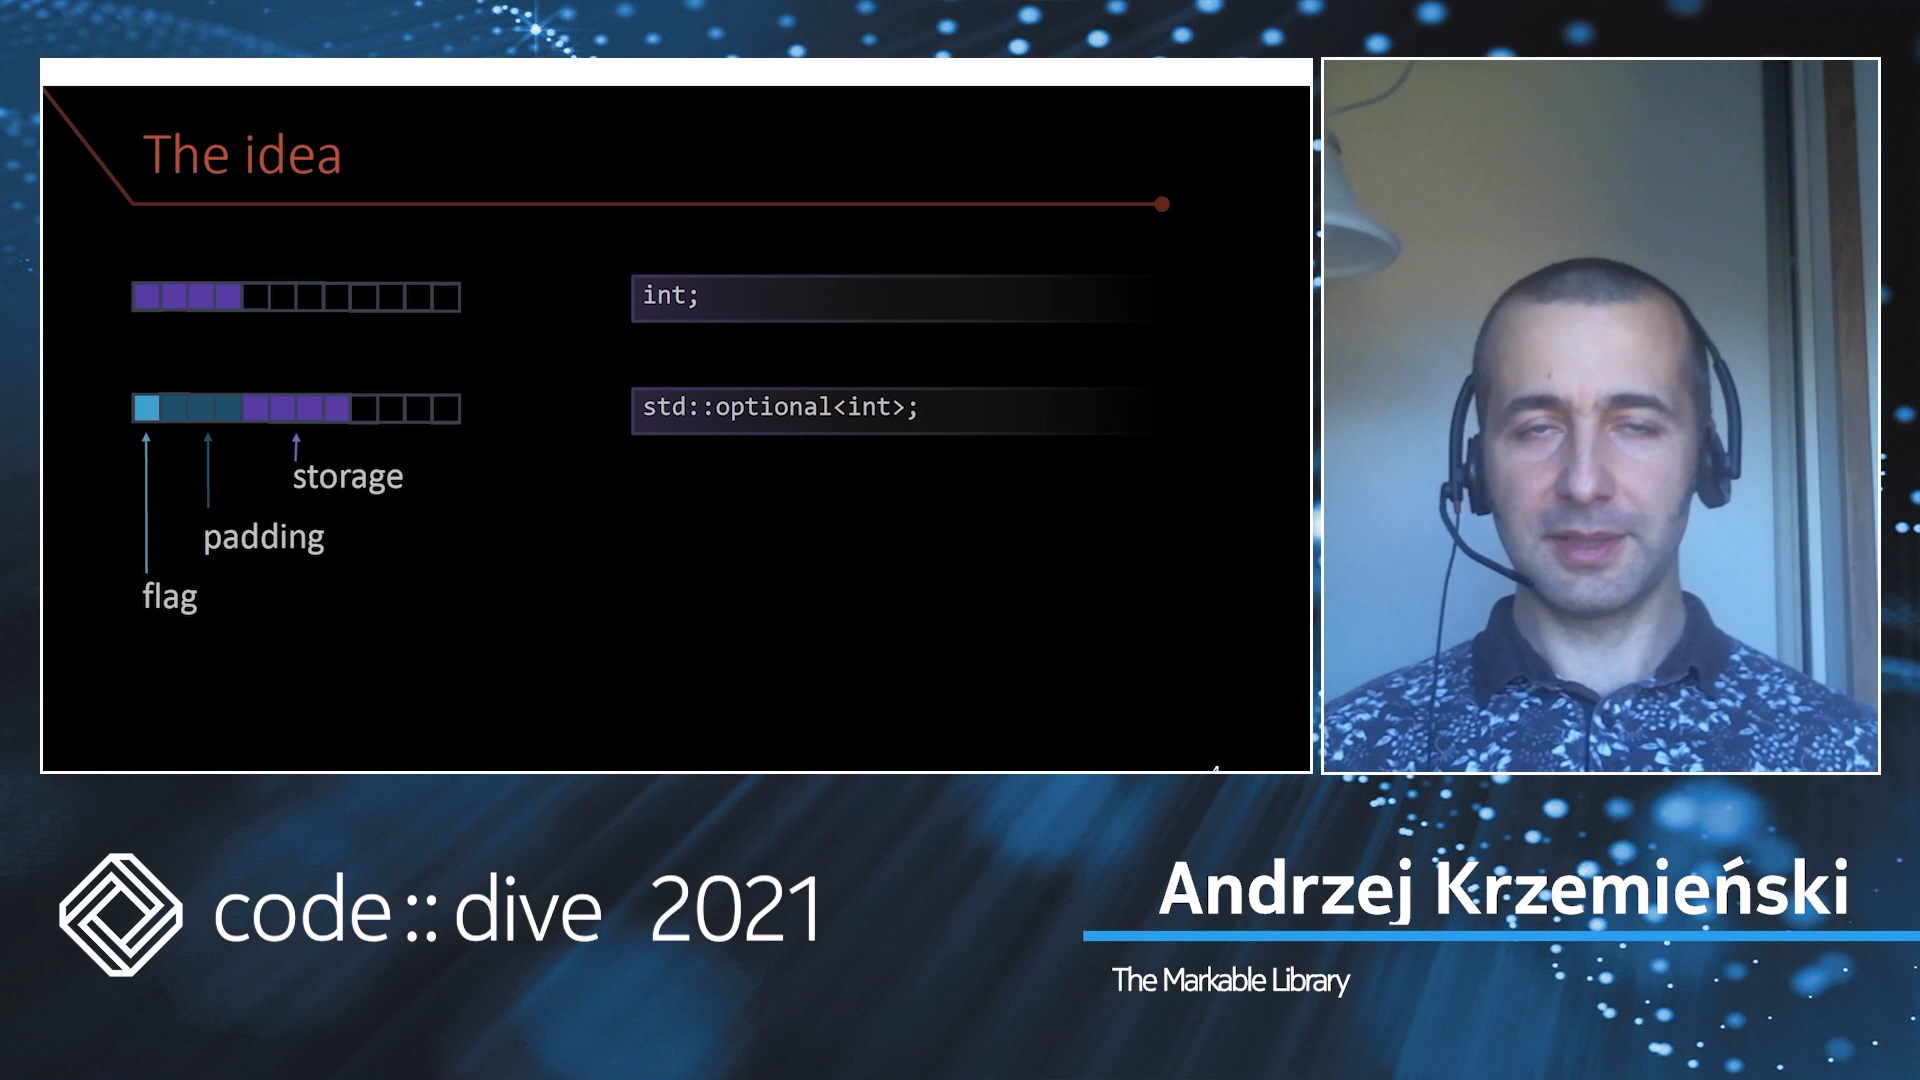 The idea
int;
std::optional<int>;
storage
padding
flag
code::dive 2021
Andrzej Krzemieński
The Markable Library